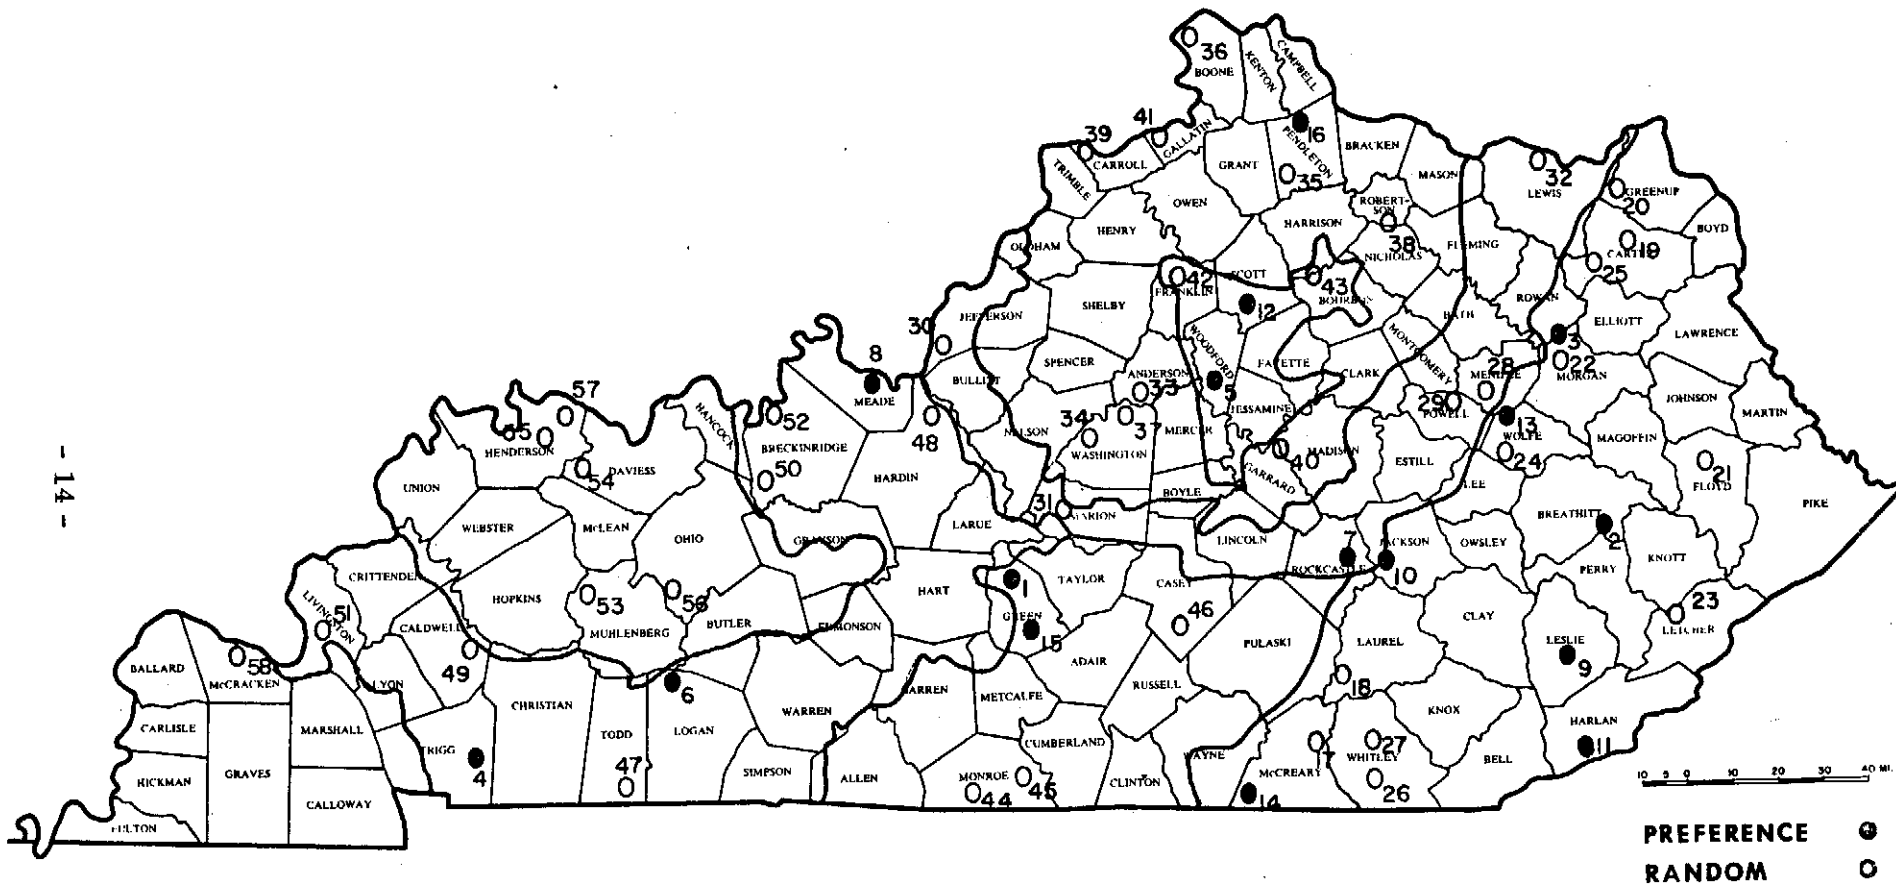 36
BOONE
KENTON
CAMPBELL
41
39
GALLATIN
CARROLL
TRIMBLE
GRANT
16
PENDLETON
35
BRACKEN
MASON
32
LEWIS
GREENUP
20
OWEN
ROBERT-
SON
38
HENRY
HARRISON
FLEMING
19
BOYD
25
OLDHAM
NICHOLAS
42
FRANKLIN
SCOTT
43
BOURBON
ROWAN
SHELBY
12
BATH
ELLIOTT
LAWRENCE
30
JEFFERSON
WOODFORD
MONTGOMERY
3
22
MORGAN
8
SPENCER
ANDERSON
33
FAYETTE
CLARK
28
MENIFEE
BULLITT
5
JESSAMINE
29
POWELL
JOHNSON
MARTIN
MEADE
57
55
HENDERSON
HANCOCK
52
BRECKINRIDGE
48
NELSON
34
37
WASHINGTON
MERCER
40
MADISON
13
WOLFE
24
MAGOFFIN
21
FLOYD
54
DAVIESS
50
HARDIN
GARRARD
ESTILL
LEE
PIKE
UNION
BOYLE
31
MARION
BREATHITT
2
WEBSTER
McLEAN
OHIO
GRAYSON
LARUE
LINCOLN
7
ROCKCASTLE
JACKSON
10
OWSLEY
KNOTT
PERRY
CRITTENDEN
TAYLOR
CASEY
HART
1
GREEN
15
HOPKINS
53
56
46
CLAY
23
LETCHER
LIVINGSTON
51
CALDWELL
MUHLENBERG
BUTLER
EDMONSON
PULASKI
LAUREL
LESLIE
9
BALLARD
58
McCRACKEN
LYON
49
ADAIR
18
6
RUSSELL
METCALFE
BARREN
CHRISTIAN
WARREN
KNOX
HARLAN
11
CARLISLE
MARSHALL
LOGAN
TODD
CUMBERLAND
27
WHITLEY
26
BELL
TRIGG
4
47
SIMPSON
ALLEN
MONROE
44
45
CLINTON
WAYNE
McCREARY
14
HICKMAN
GRAVES
CALLOWAY
FULTON
10 5 0 10 20 30 40 MI.
PREFERENCE
RANDOM
- 14 -